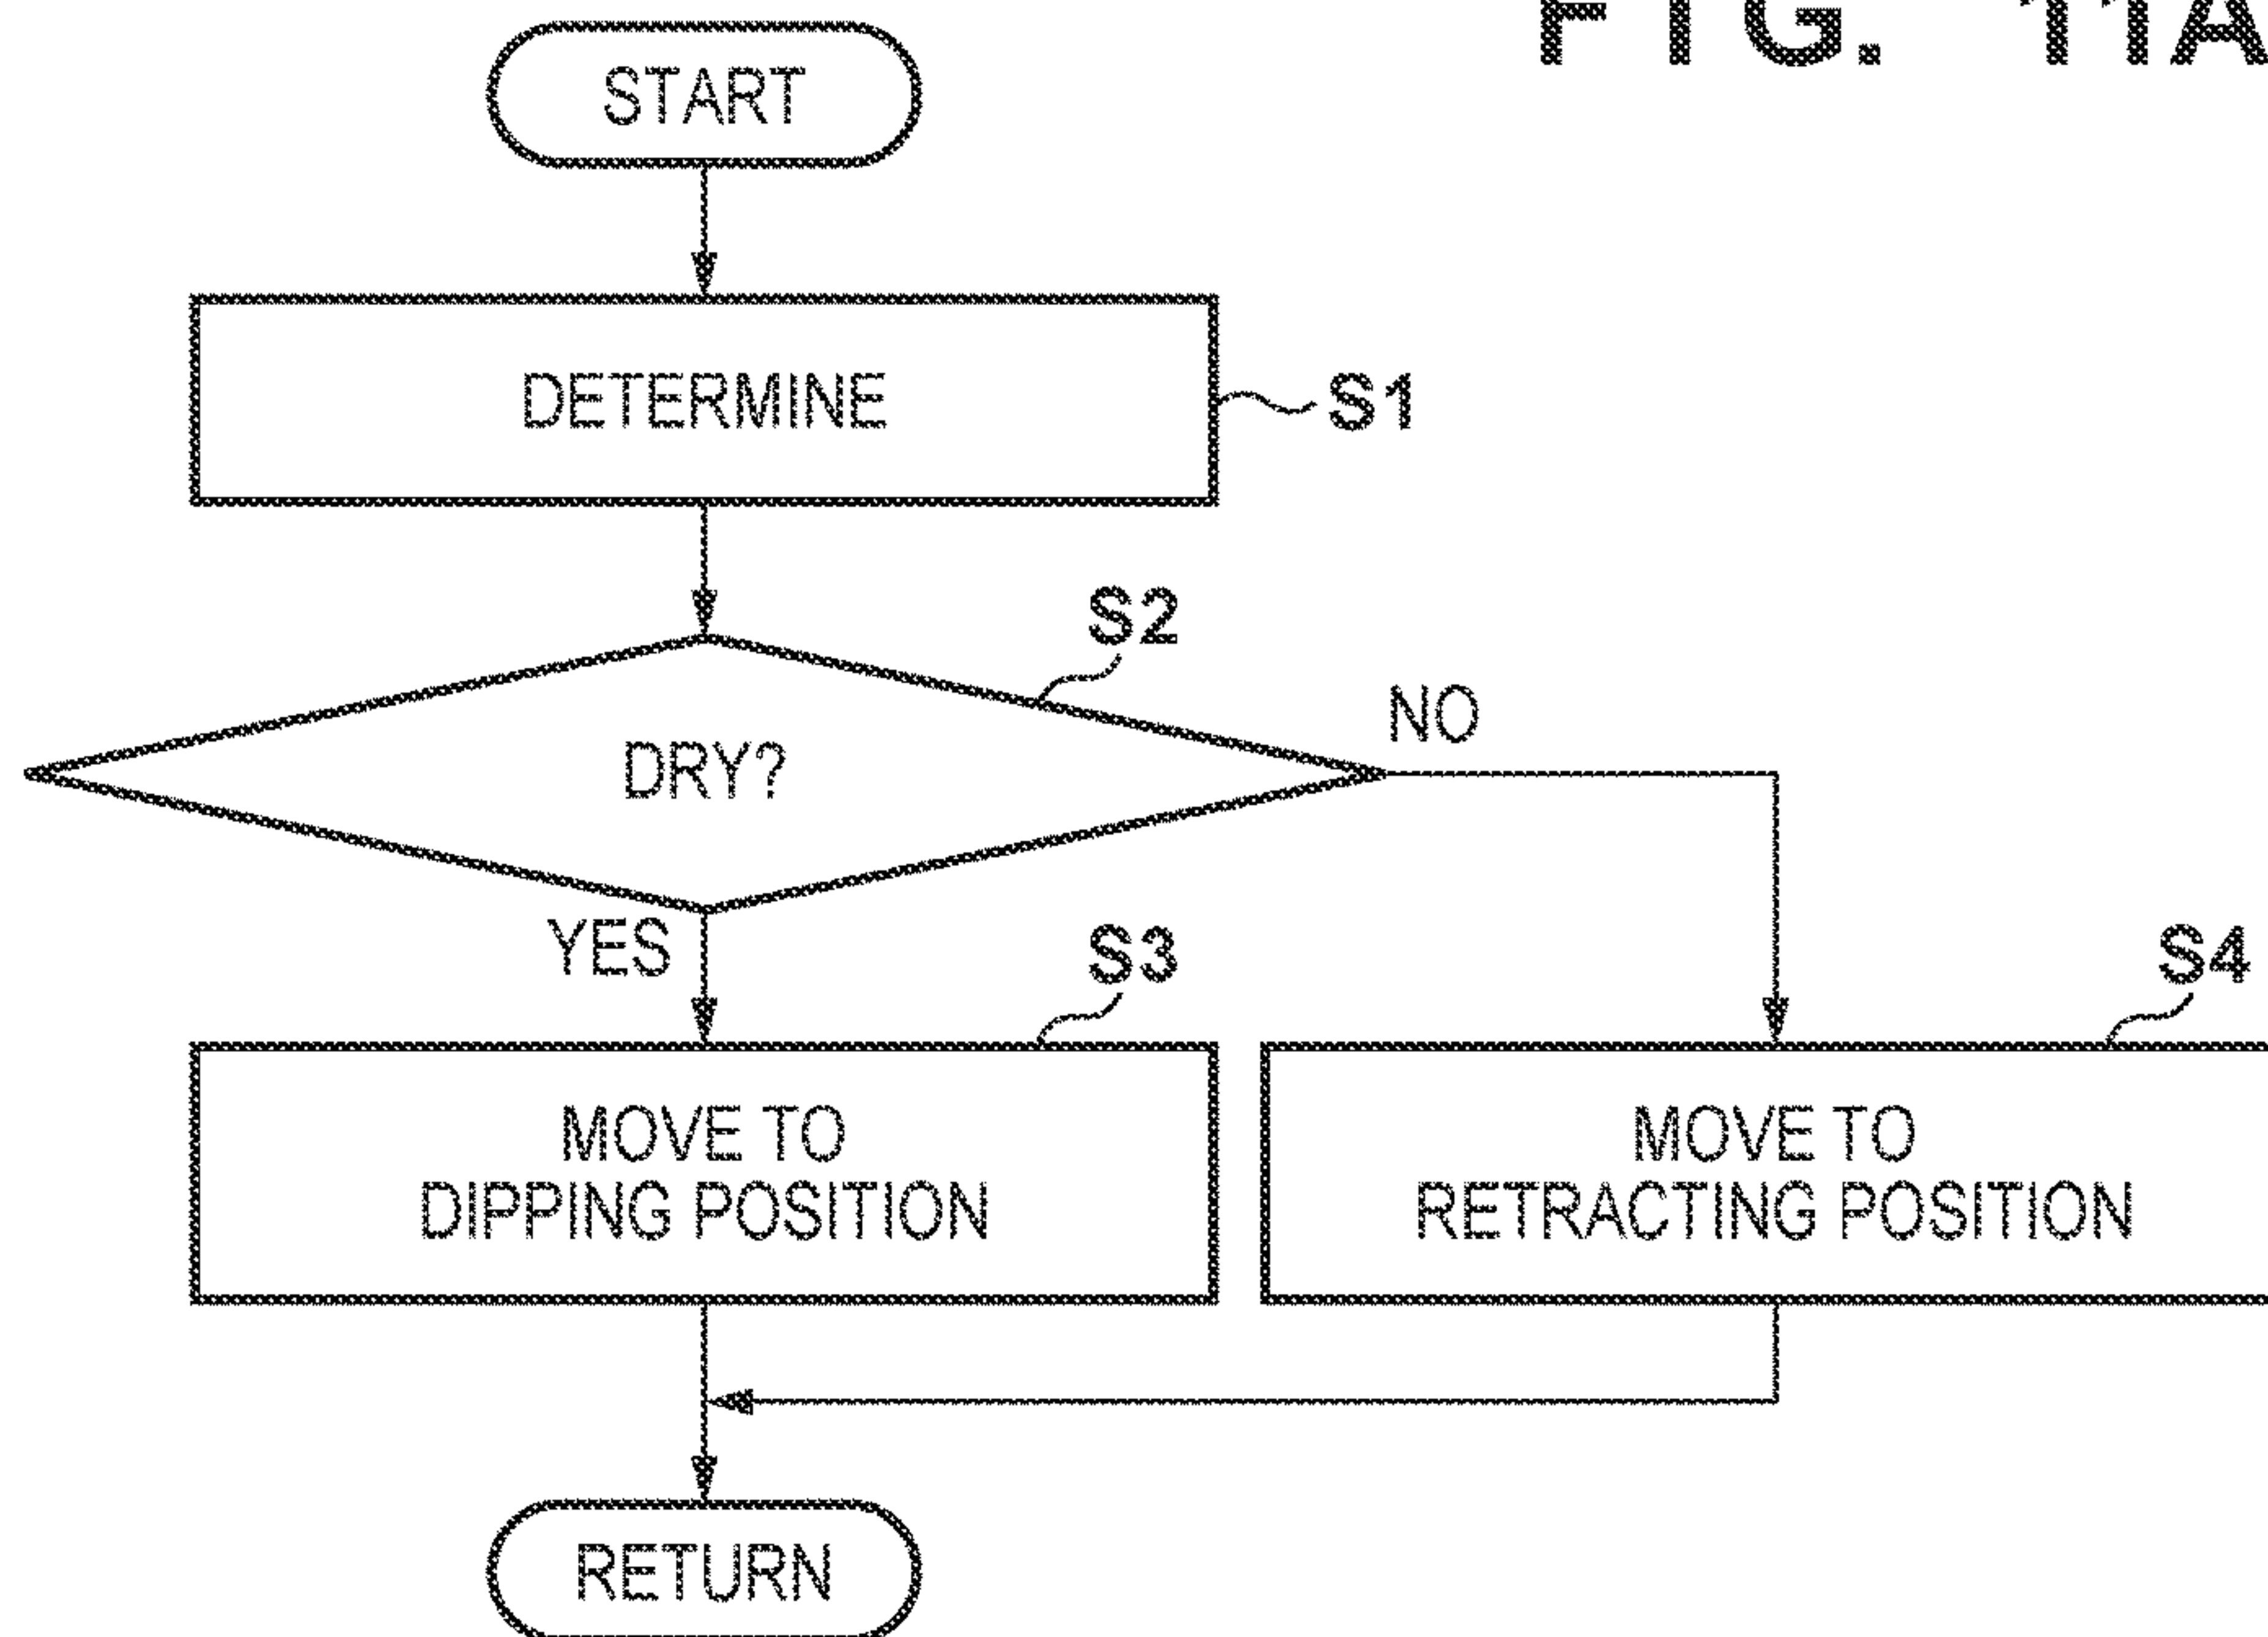 FIG. 11A
START
DETERMINE
S1
S2
DRY?
NO
YES
S3
S4
MOVE TO
DIPPING POSITION
MOVE TO
RETRACTING POSITION
RETURN